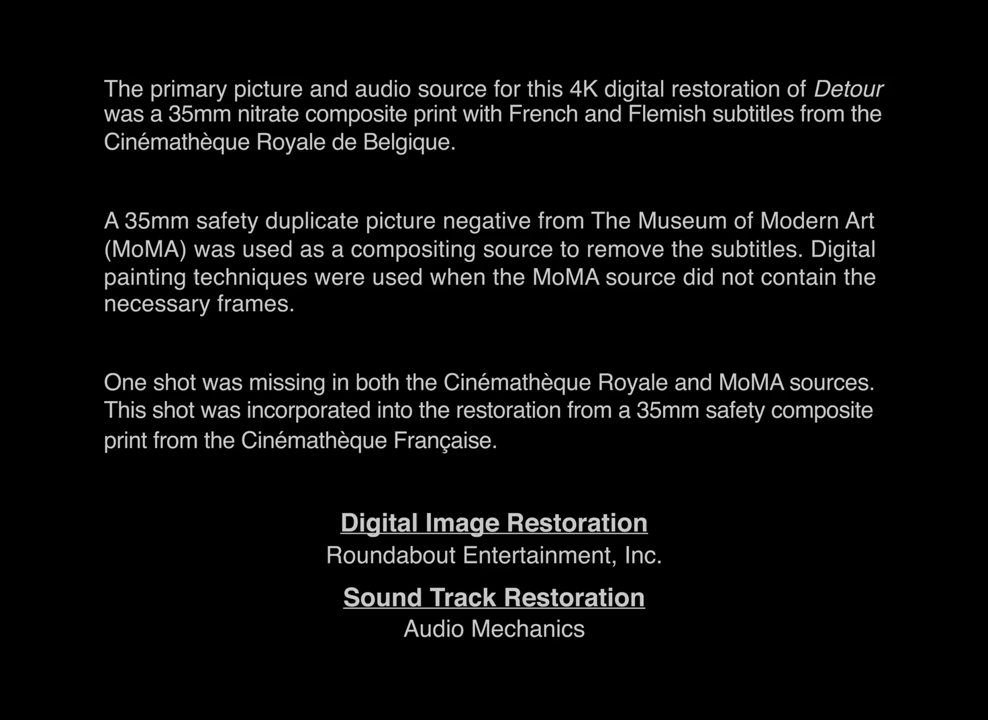 The primary picture and audio source for this 4K digital restoration of Detour
was a 35mm nitrate composite print with French and Flemish subtitles from the
Cinémathèque Royale de Belgique.
A 35mm safety duplicate picture negative from The Museum of Modern Art
(MoMA) was used as a compositing source to remove the subtitles. Digital
painting techniques were used when the MoMA source did not contain the
necessary frames.
One shot was missing in both the Cinémathèque Royale and MoMA sources.
This shot was incorporated into the restoration from a 35mm safety composite
print from the Cinémathèque Française.
Digital Image Restoration
Roundabout Entertainment, Inc.
Sound Track Restoration
Audio Mechanics